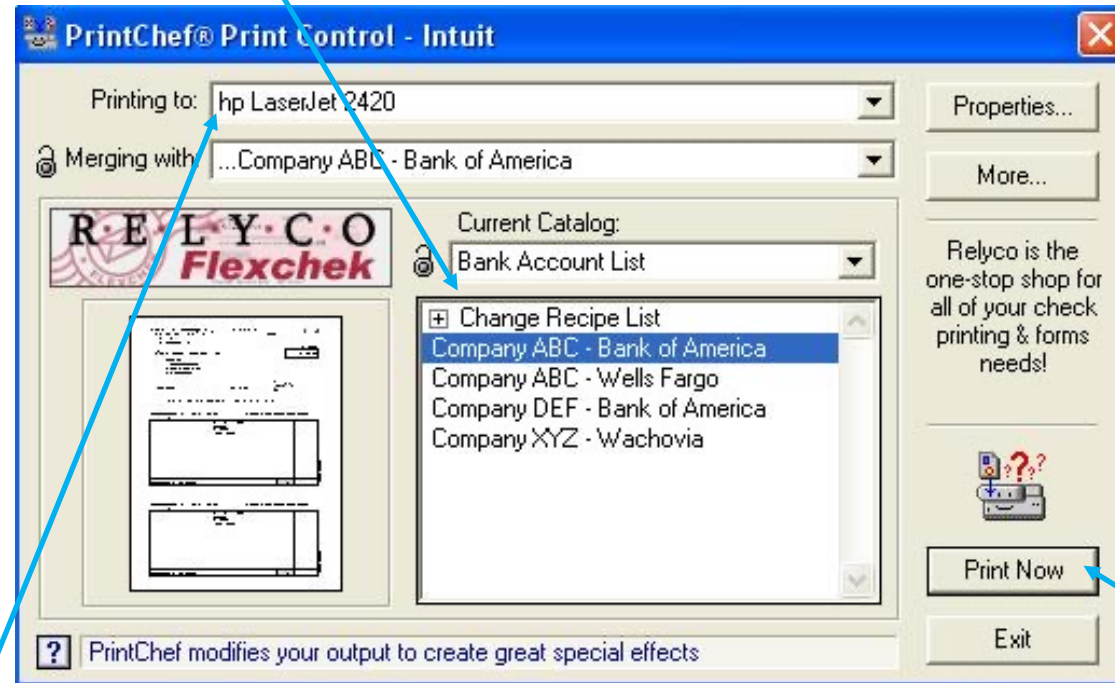 PrintChef® Print Control - Intuit
Printing to: hp LaserJet 2420
Properties...
Merging with: ...Company ABC - Bank of America
More...
R·E·L·Y·C·O
Flexchek
Current Catalog:
Bank Account List
Change Recipe List
Company ABC - Bank of America
Company ABC - Wells Fargo
Company DEF - Bank of America
Company XYZ - Wachovia
Relyco is the
one-stop shop for
all of your check
printing & forms
needs!
???
Print Now
Exit
? PrintChef modifies your output to create great special effects